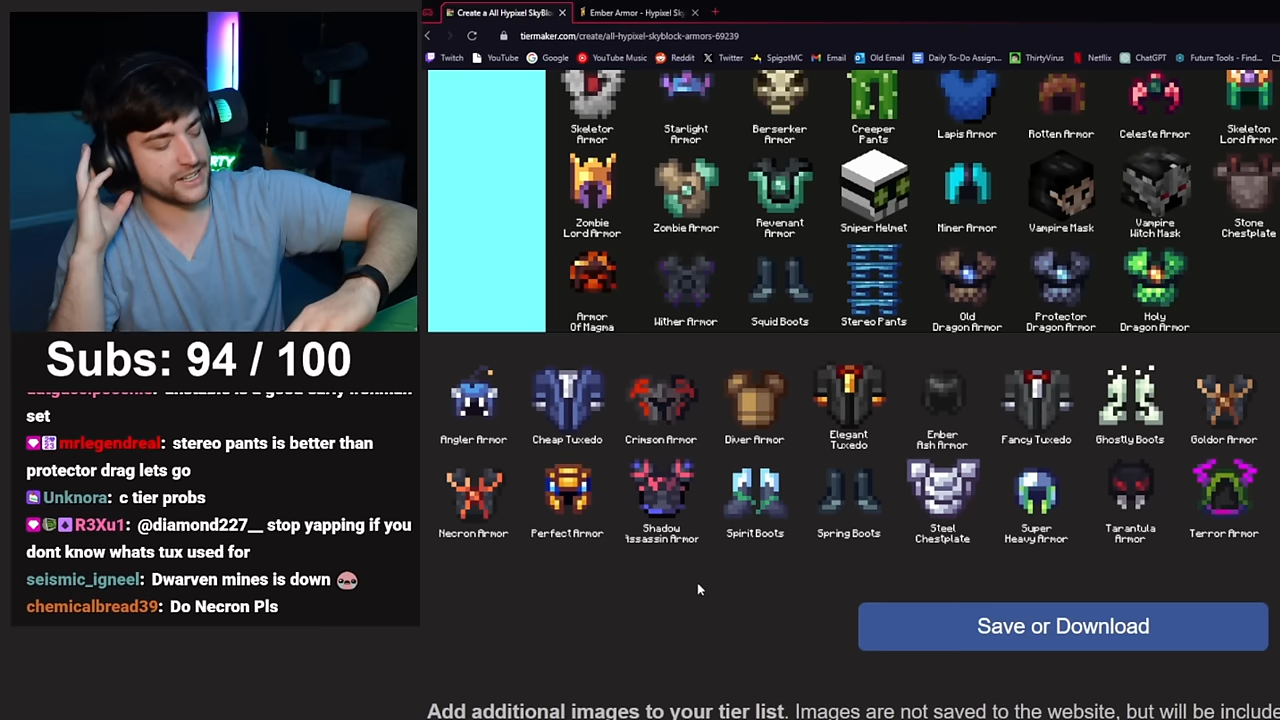 Create a All Hypixel SkyBlo
Ember Armor - Hypixel Sky
tiermaker.com/create/all-hypixel-skyblock-armors-69239
Twitch YouTube Google YouTube Music Reddit Twitter SpigotMC Email Old Email Daily To-Do Assign... ThirtyVirus Netflix ChatGPT Future Tools - Find...
Skeletor Armor
Starlight Armor
Berserker Armor
Creeper Pants
Lapis Armor
Rotten Armor
Celeste Armor
Skeleton Lord Armor
Zombie Lord Armor
Zombie Armor
Revenant Armor
Sniper Helmet
Miner Armor
Vampire Mask
Vampire Witch Mask
Stone Chestplate
Armor Of Magma
Wither Armor
Squid Boots
Stereo Pants
Old Dragon Armor
Protector Dragon Armor
Holy Dragon Armor
Angler Armor
Cheap Tuxedo
Crimson Armor
Diver Armor
Elegant Tuxedo
Ember Ash Armor
Fancy Tuxedo
Ghostly Boots
Goldor Armor
Necron Armor
Perfect Armor
Shadow Assassin Armor
Spirit Boots
Spring Boots
Steel Chestplate
Super Heavy Armor
Tarantula Armor
Terror Armor
Save or Download
Add additional images to your tier list. Images are not saved to the website, but will be include
Subs: 94 / 100
set
mrlegendreal: stereo pants is better than
protector drag lets go
Unknora: c tier probs
R3Xu1: @diamond227__ stop yapping if you
dont know whats tux used for
seismic_igneel: Dwarven mines is down
chemicalbread39: Do Necron Pls